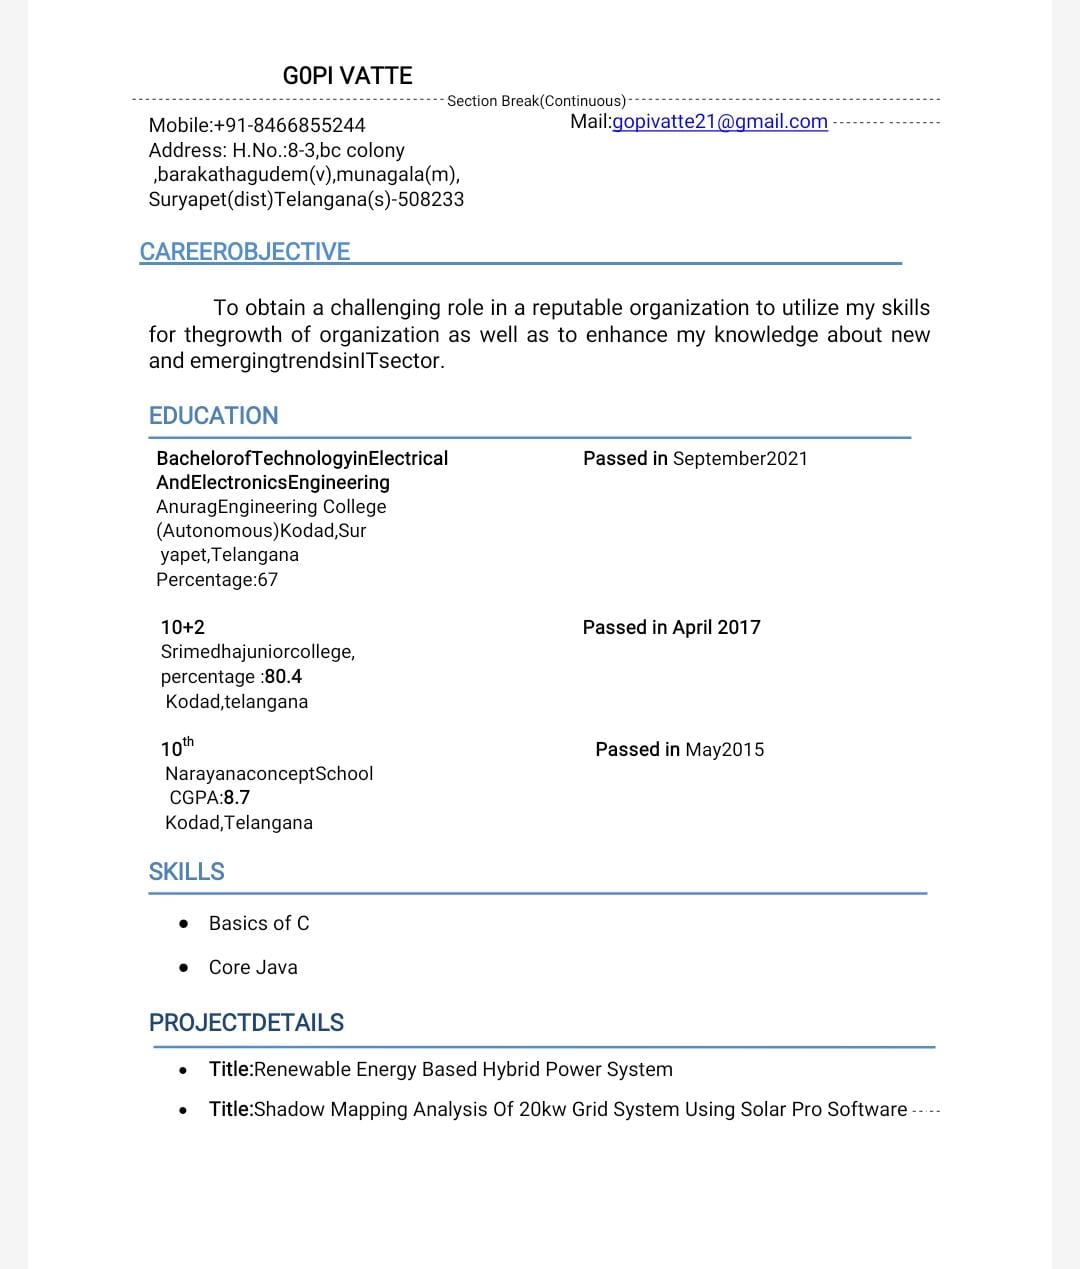 G0PI VATTE
Section Break(Continuous)
Mobile:+91-8466855244
Mail:gopivatte21@gmail.com
Address: H.No.:8-3,bc colony
,barakathagudem(v),munagala(m),
Suryapet(dist)Telangana(s)-508233
CAREEROBJECTIVE
To obtain a challenging role in a reputable organization to utilize my skills
for thegrowth of organization as well as to enhance my knowledge about new
and emergingtrendsinITsector.
EDUCATION
BachelorofTechnologyinElectrical
AndElectronicsEngineering
Passed in September2021
AnuragEngineering College
(Autonomous)Kodad,Sur
yapet,Telangana
Percentage:67
10+2
Passed in April 2017
Srimedhajuniorcollege,
percentage :80.4
Kodad,telangana
10th
Passed in May2015
NarayanaconceptSchool
CGPA:8.7
Kodad,Telangana
SKILLS
● Basics of C
● Core Java
PROJECTDETAILS
● Title:Renewable Energy Based Hybrid Power System
● Title:Shadow Mapping Analysis Of 20kw Grid System Using Solar Pro Software